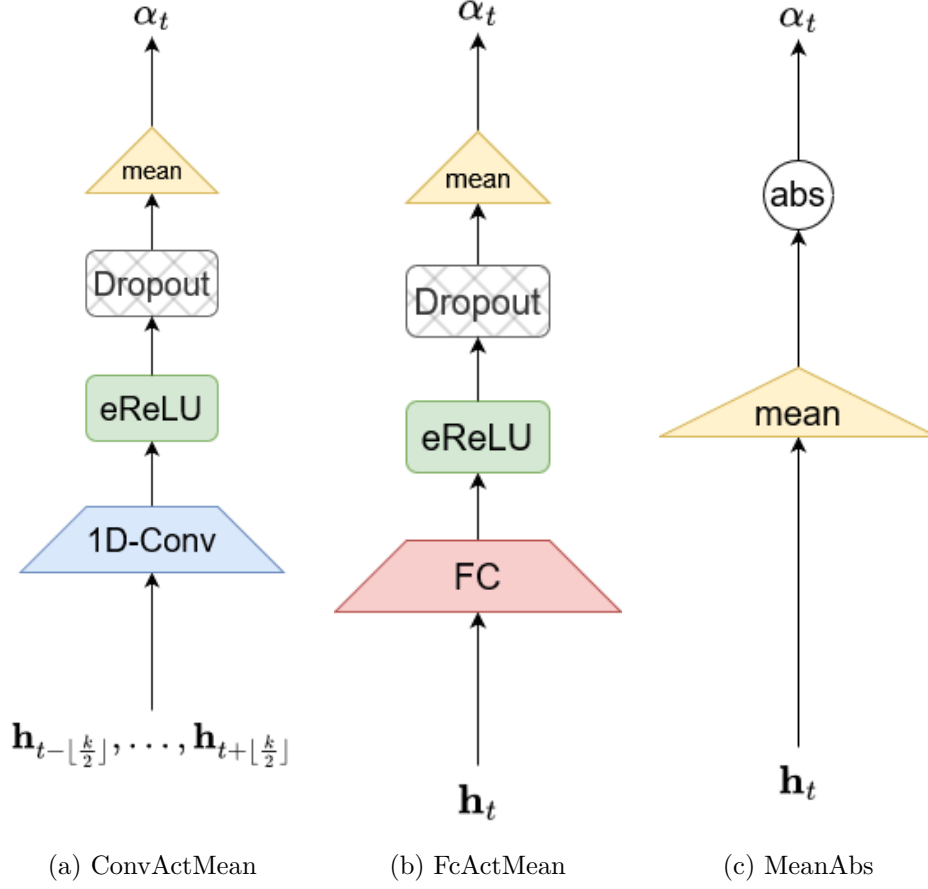 α_t
mean
Dropout
eReLU
1D-Conv
𝐡_{t−⌊k/2⌋}, …, 𝐡_{t+⌊k/2⌋}
(a) ConvActMean
α_t
mean
Dropout
eReLU
FC
𝐡_t
(b) FcActMean
α_t
abs
mean
𝐡_t
(c) MeanAbs